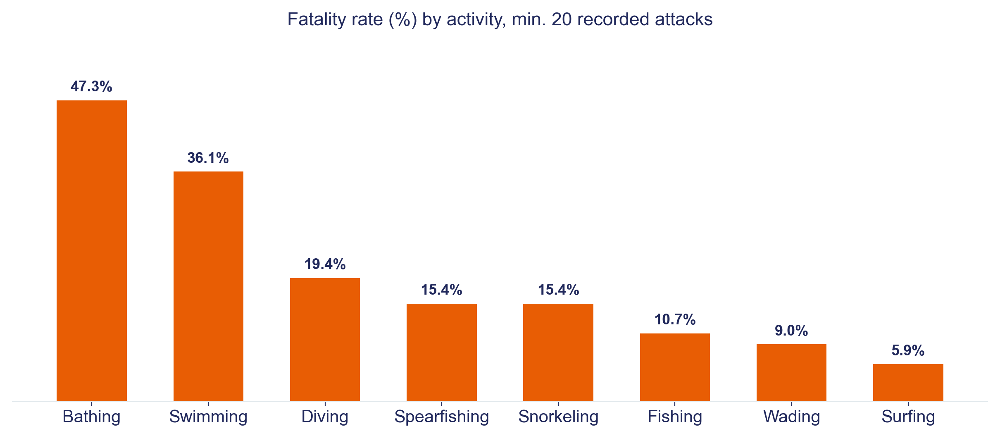 Fatality rate (%) by activity, min. 20 recorded attacks
47.3%
36.1%
19.4%
15.4%
15.4%
10.7%
9.0%
5.9%
Bathing
Swimming
Diving
Spearfishing
Snorkeling
Fishing
Wading
Surfing